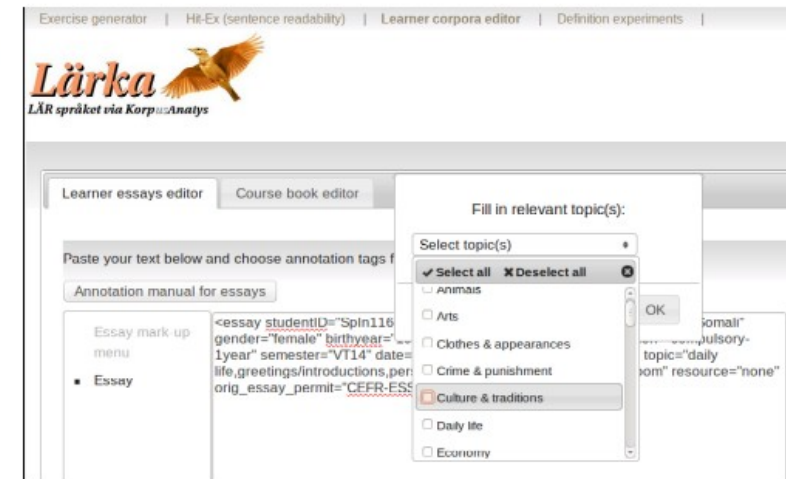 Exercise generator | Hit-Ex (sentence readability) | Learner corpora editor | Definition experiments |
Lärka
LÄR språket via KorpusAnatys
Learner essays editor
Course book editor
Fill in relevant topic(s):
Select topic(s)
Select all Deselect all
Animals
Arts
Clothes & appearances
Crime & punishment
Culture & traditions
Daily life
Economy
OK
Paste your text below and choose annotation tags f
Annotation manual for essays
Essay mark up
menu
Essay
<essay studentID="SpIn116 Somali"
gender="female" birthyear= compulsory-
1year" semester="VT14" date= topic="daily
life,greetings/introductions,per oom" resource="none"
orig_essay_permit="CEFR-ESS